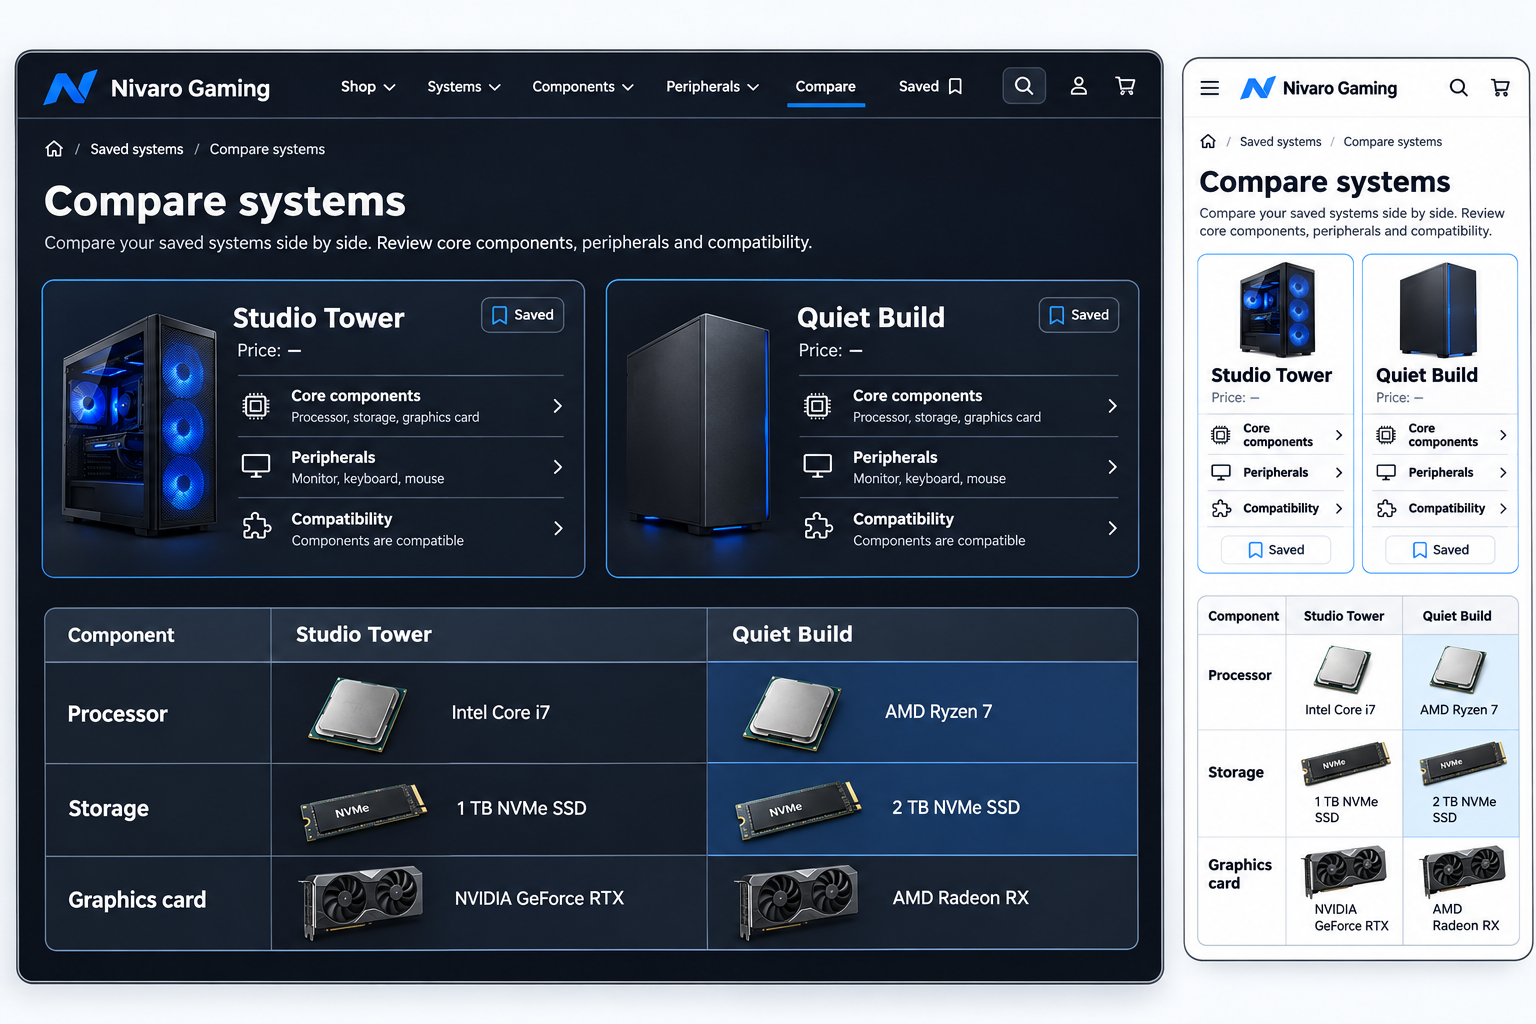 Nivaro Gaming
Shop
Systems
Components
Peripherals
Compare
Saved
/ Saved systems / Compare systems
Compare systems
Compare your saved systems side by side. Review core components, peripherals and compatibility.
Studio Tower
Saved
Price: —
Core components
Processor, storage, graphics card
Peripherals
Monitor, keyboard, mouse
Compatibility
Components are compatible
Quiet Build
Saved
Price: —
Core components
Processor, storage, graphics card
Peripherals
Monitor, keyboard, mouse
Compatibility
Components are compatible
Component
Studio Tower
Quiet Build
Processor
Intel Core i7
AMD Ryzen 7
Storage
NVMe
1 TB NVMe SSD
NVMe
2 TB NVMe SSD
Graphics card
NVIDIA GeForce RTX
AMD Radeon RX
Nivaro Gaming
/ Saved systems / Compare systems
Compare systems
Compare your saved systems side by side. Review
core components, peripherals and compatibility.
Studio Tower
Price: —
Core
components
Peripherals
Compatibility
Saved
Quiet Build
Price: —
Core
components
Peripherals
Compatibility
Saved
Component
Studio Tower
Quiet Build
Processor
Intel Core i7
AMD Ryzen 7
Storage
NVMe
1 TB NVMe
SSD
NVMe
2 TB NVMe
SSD
Graphics
card
NVIDIA
GeForce RTX
AMD
Radeon RX